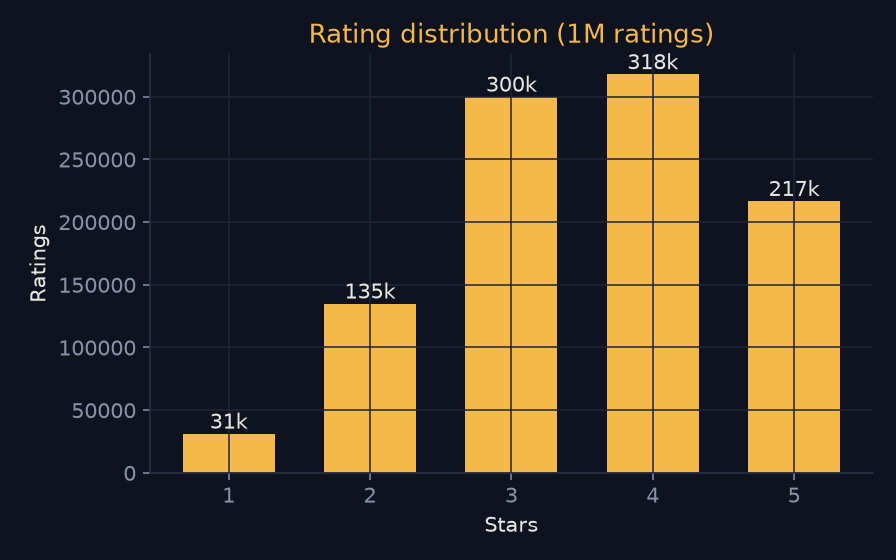 Rating distribution (1M ratings)
318k
300k
217k
135k
31k
300000
250000
200000
150000
100000
50000
0
Ratings
1 2 3 4 5
Stars